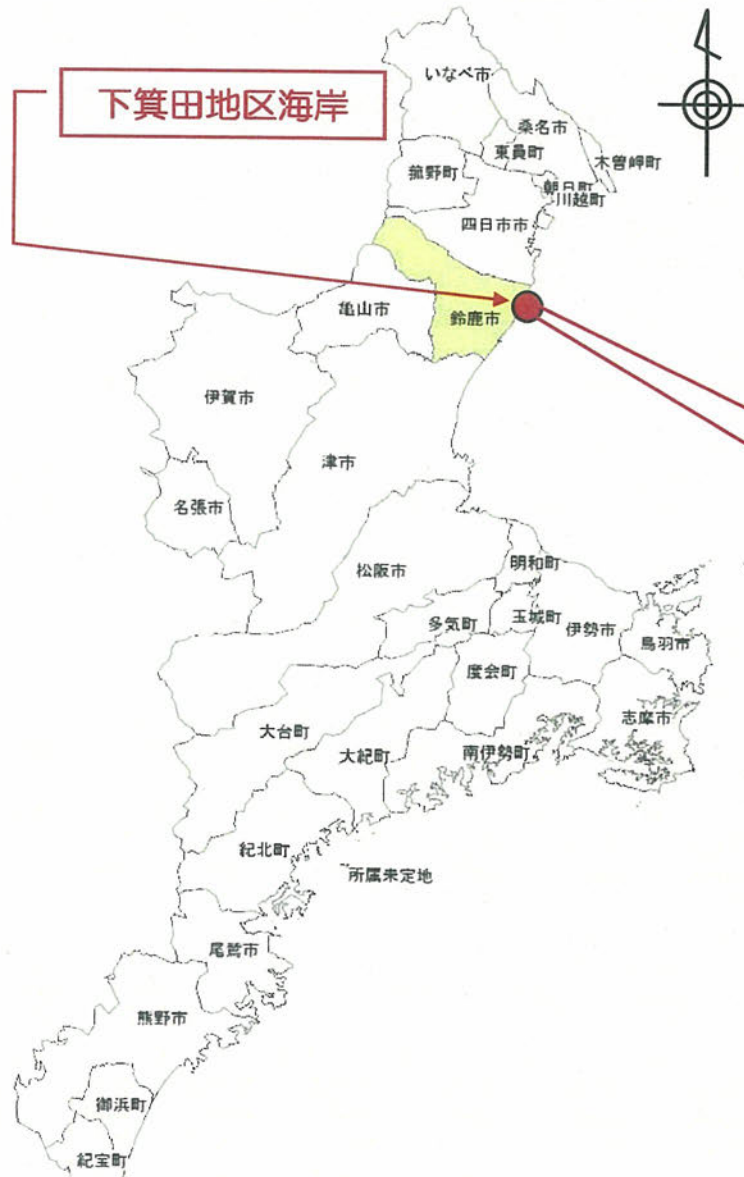 いなべ市
下箕田地区海岸
桑名市
東員町
木曽岬町
菰野町
朝日町
川越町
四日市市
亀山市
鈴鹿市
伊賀市
津市
名張市
松阪市
明和町
多気町
玉城町
伊勢市
鳥羽市
度会町
志摩市
大台町
大紀町
南伊勢町
紀北町
所属未定地
尾鷲市
熊野市
御浜町
紀宝町